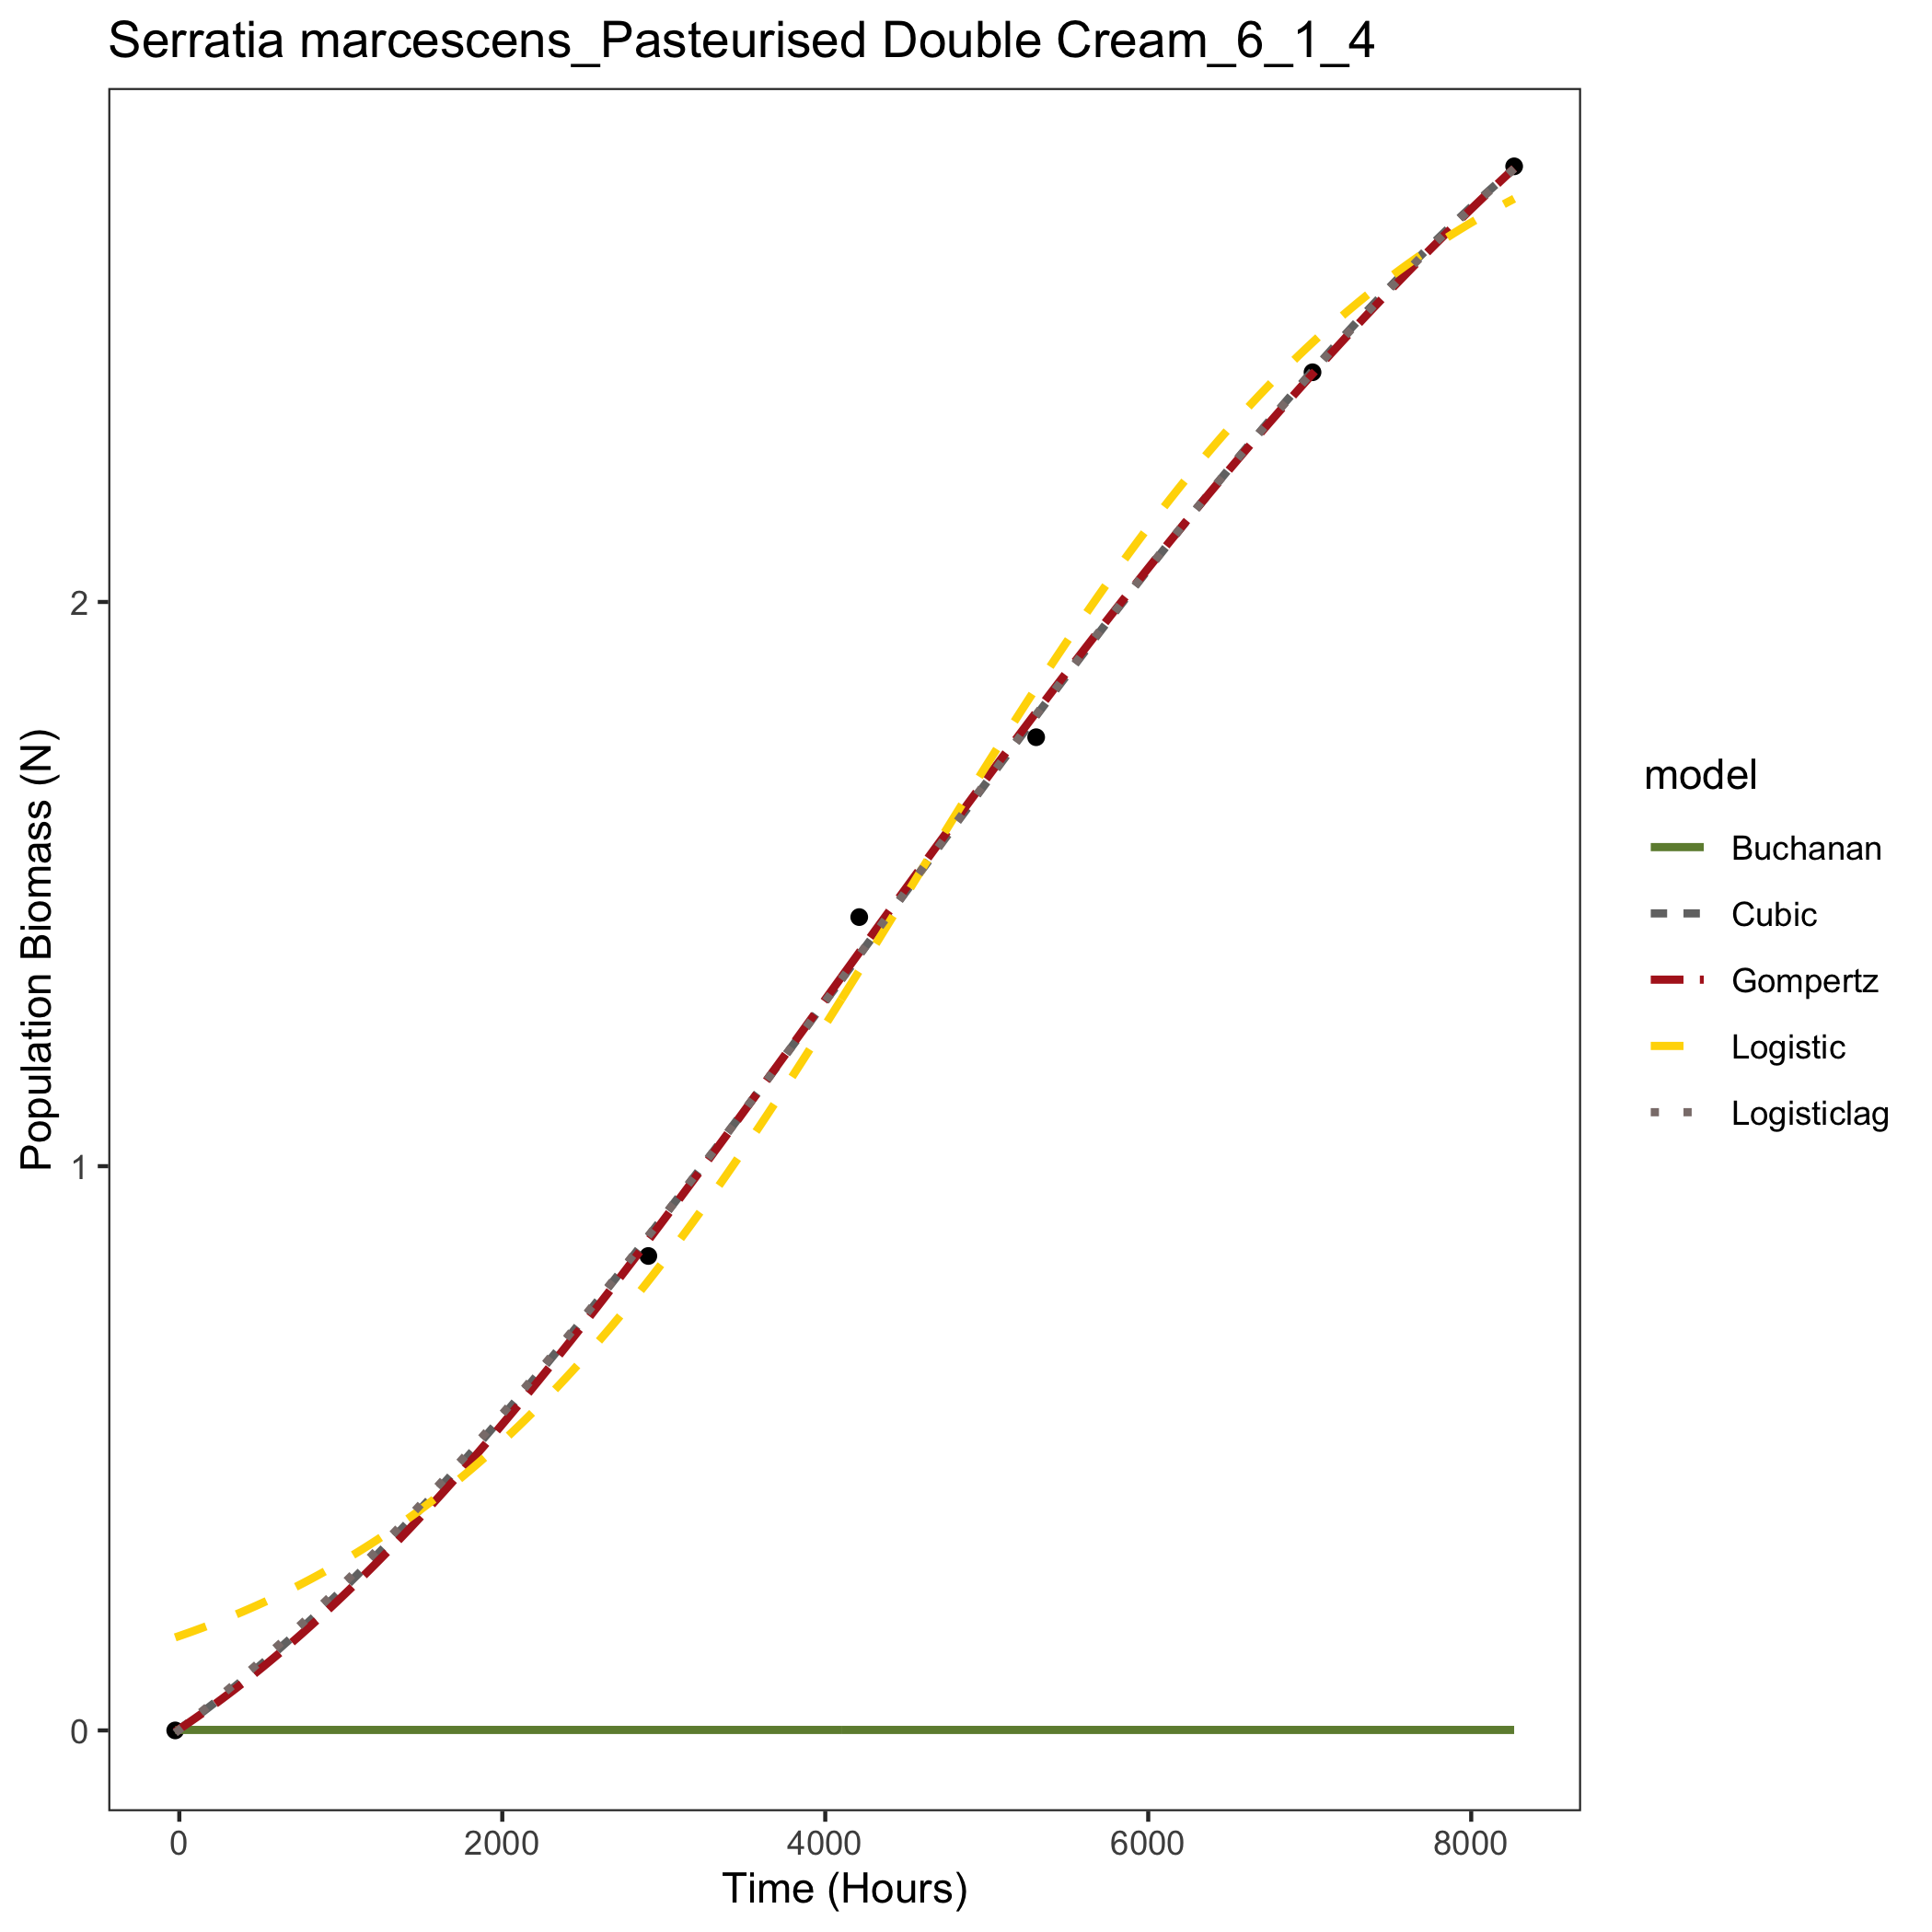 Serratia marcescens_Pasteurised Double Cream_6_1_4
Population Biomass (N)
2
1
0
0 2000 4000 6000 8000
Time (Hours)
model
Buchanan
Cubic
Gompertz
Logistic
Logisticlag